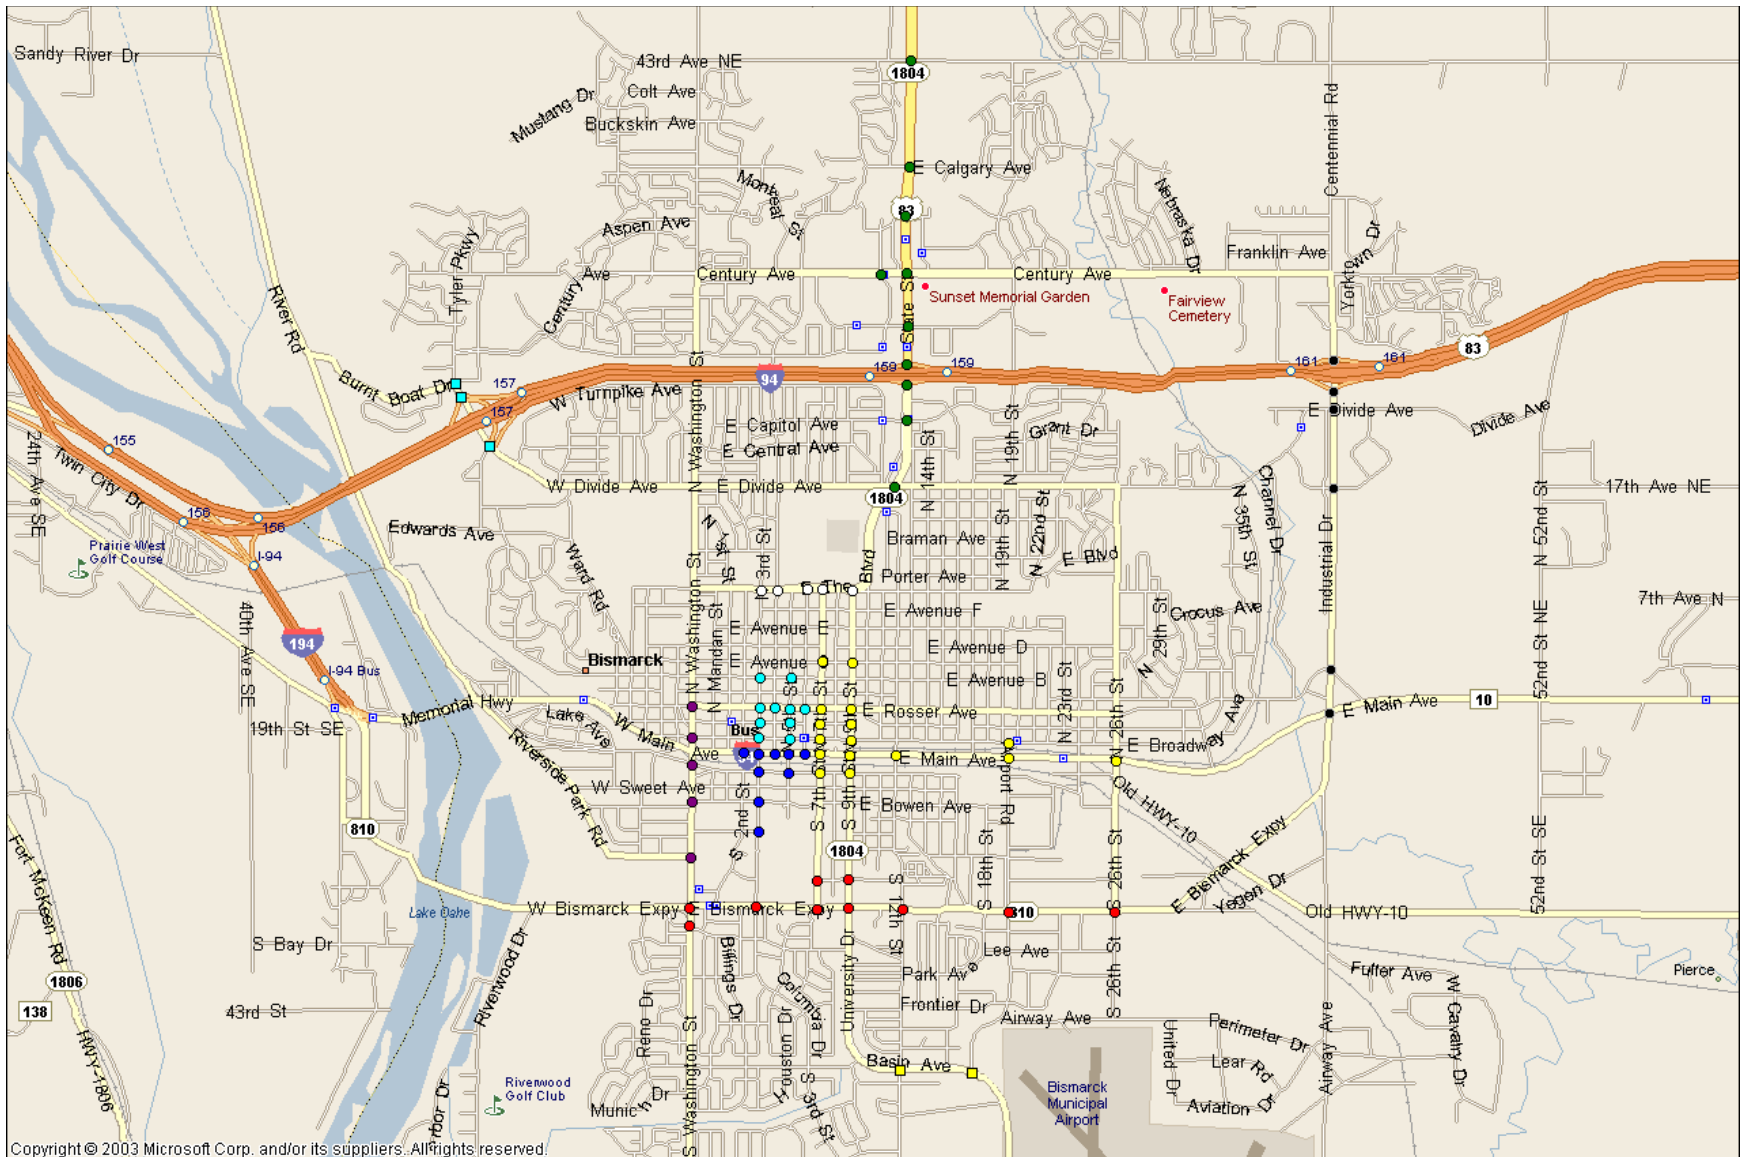 Sandy River Dr
43rd Ave NE
1804
Colt Ave
Mustang Dr
Buckskin Ave
Centennial Rd
E Calgary Ave
Montreal St
Nebraska Dr
83
Aspen Ave
Tyler Pkwy
Franklin Ave
Yorktown Dr
Century Ave
Century Ave
Century Ave
State St
Sunset Memorial Garden
Fairview
Cemetery
River Rd
83
Burnt Boat Dr
157
94
159
159
161
161
W Turnpike Ave
N Washington St
157
E Capitol Ave
E Central Ave
N 14th St
N 19th St
Grant Dr
E Divide Ave
Divide Ave
24th Ave SE
155
Twin City Dr
W Divide Ave
E Divide Ave
1804
17th Ave NE
N 52nd St
Channel Dr
N 35th St
N 22nd St
156
156
Edwards Ave
N 1st St
N 3rd St
Braman Ave
N 19th St
E Blvd
Prairie West
Golf Course
I-94
Ward Rd
Blvd
Porter Ave
E The
Industrial Dr
40th Ave SE
N Washington St
N Mandan St
E Avenue F
Crocus Ave
7th Ave N
194
E Avenue E
E Avenue D
N 29th St
52nd St NE
Bismarck
E Avenue
I-94 Bus
E Avenue B
N 23rd St
N 26th St
Memorial Hwy
Lake Ave
W Main Ave
E Rosser Ave
E Main Ave
10
19th St SE
Bus
94
E Broadway Ave
E Main Ave
Riverside Park Rd
W Sweet Ave
S 2nd St
S 7th St
S 9th St
E Bowen Ave
Airport Rd
Old HWY-10
810
Fort McKeen Rd
1804
S 18th St
S 26th St
E Bismarck Expy
Yegen Dr
52nd St SE
Lake Oahe
W Bismarck Expy
E Bismarck Expy
S 12th St
810
Old HWY-10
S Bay Dr
Riverwood Dr
Billings Dr
University Dr
Lee Ave
Park Ave
S 26th St
Fuller Ave
Pierce
1806
138
43rd St
Reno Dr
Columbia Dr
Houston Dr
Frontier Dr
Airway Ave
Perimeter Dr
Airway Ave
W Cavalry Dr
HWY-1806
Basin Ave
United Dr
Lear Rd
Riverwood
Golf Club
Munich Dr
S Washington St
S 3rd St
Bismarck
Municipal
Airport
Aviation Dr
Copyright © 2003 Microsoft Corp. and/or its suppliers. All rights reserved.